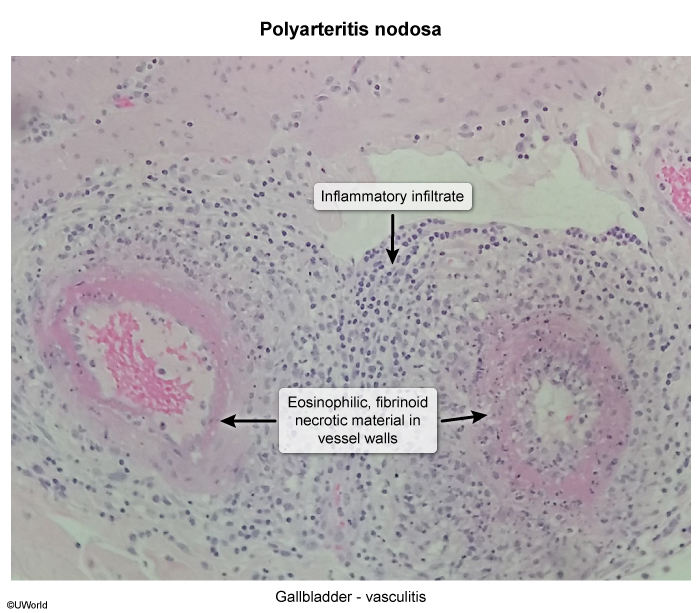 Polyarteritis nodosa
Inflammatory infiltrate
Eosinophilic, fibrinoid
necrotic material in
vessel walls
Gallbladder - vasculitis
©UWorld